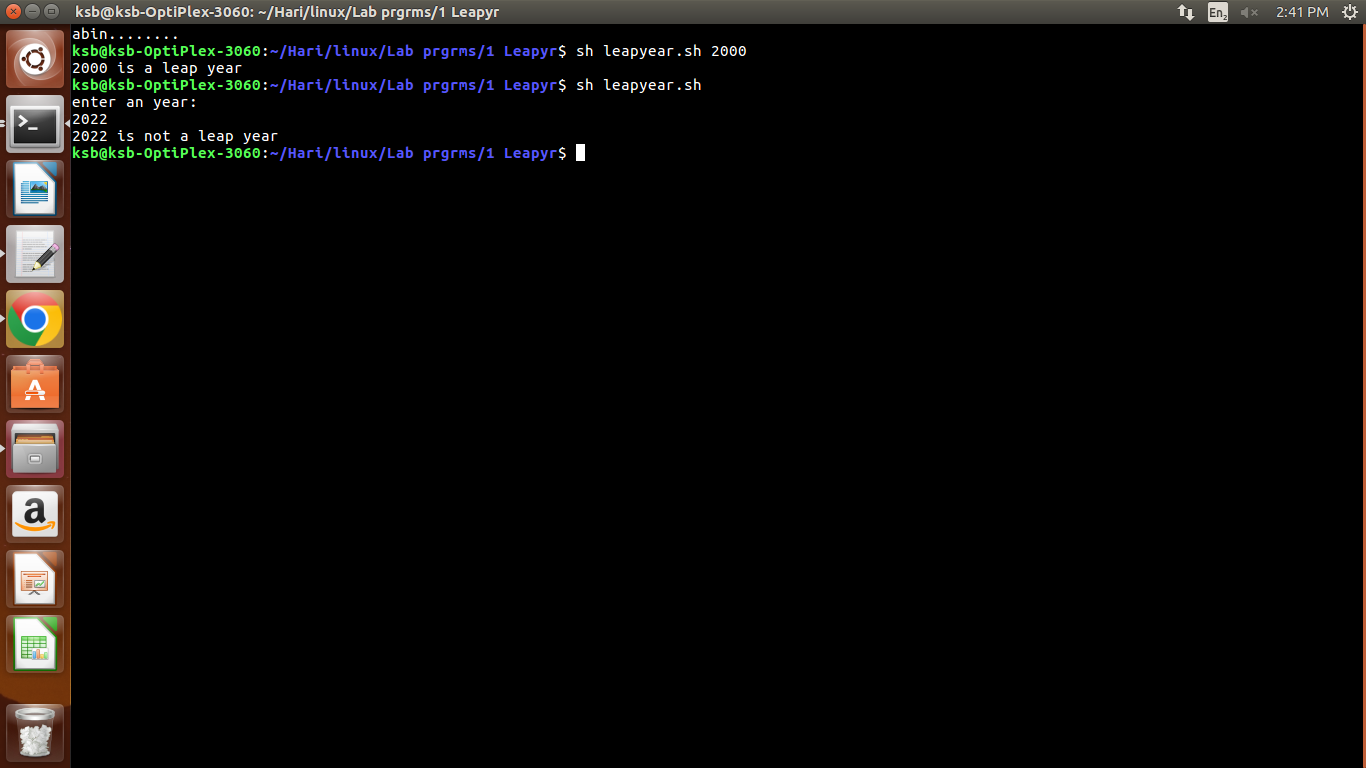 ksb@ksb-OptiPlex-3060: ~/Hari/linux/Lab prgrms/1 Leapyr
En2
2:41 PM
abin........
ksb@ksb-OptiPlex-3060:~/Hari/linux/Lab prgrms/1 Leapyr$ sh leapyear.sh 2000
2000 is a leap year
ksb@ksb-OptiPlex-3060:~/Hari/linux/Lab prgrms/1 Leapyr$ sh leapyear.sh
enter an year:
2022
2022 is not a leap year
ksb@ksb-OptiPlex-3060:~/Hari/linux/Lab prgrms/1 Leapyr$